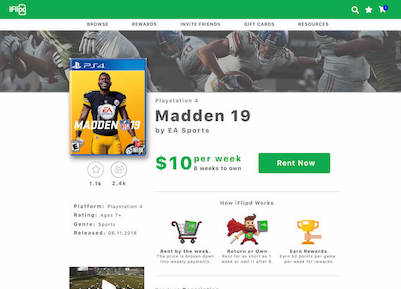 iFlipd
BROWSE REWARDS INVITE FRIENDS GIFT CARDS RESOURCES
PS4
Playstation 4
Madden 19
by EA Sports
EA
SPORTS
MADDEN 19
$10 per week
6 weeks to own
Rent Now
1.1k 2.4k
How iFlipd Works
Platform: Playstation 4
Rating: Ages 7+
Genre: Sports
Released: 06.11.2018
Rent by the week.
The price is broken down
into weekly payments.
Return or Own
Rent for as short as 1
week or own it after 6.
Earn Rewards
Earn 50 points per game
per week for rewards